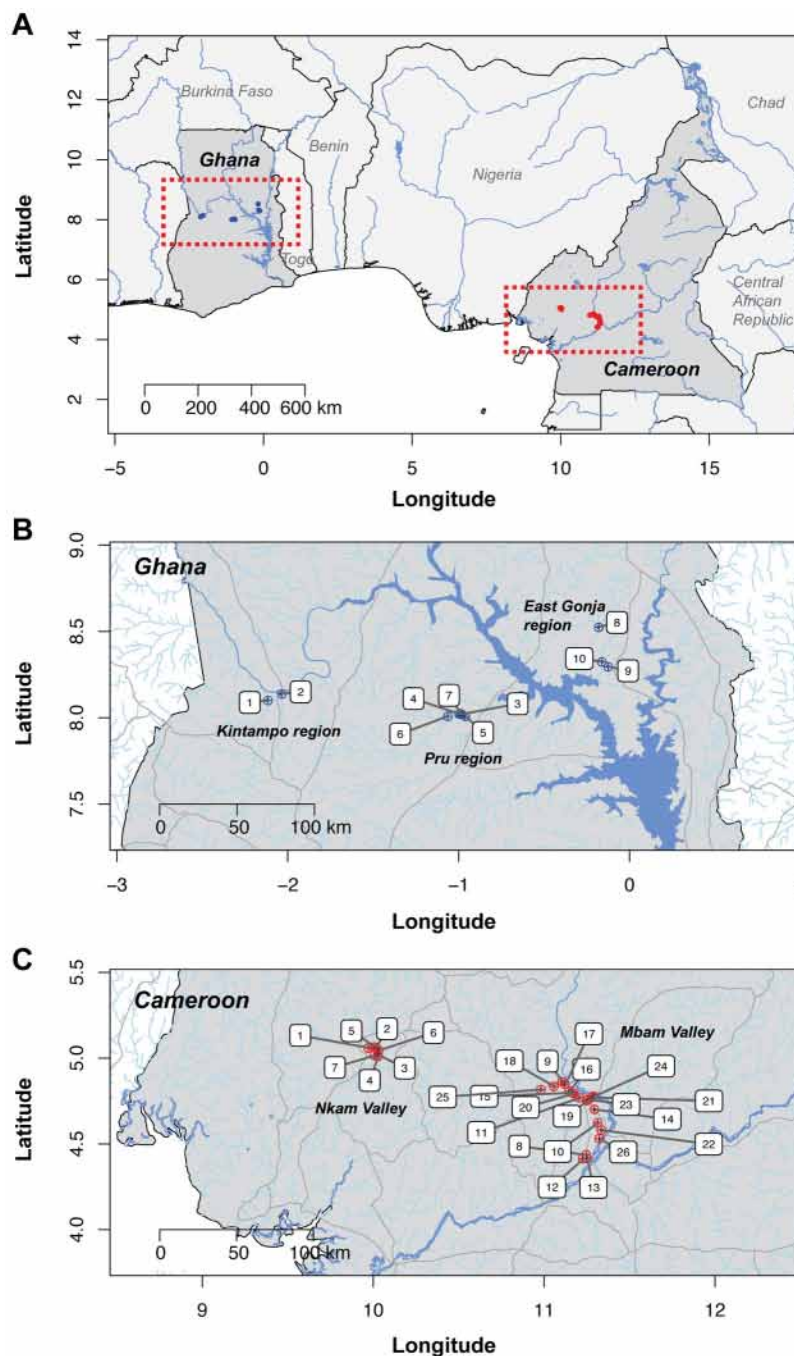 A
14
12
10
8
6
4
2
Latitude
Burkina Faso
Ghana
Benin
Togo
Nigeria
Chad
Central
African
Republic
Cameroon
0 200 400 600 km
−5 0 5 10 15
Longitude
B
9.0
8.5
8.0
7.5
Latitude
Ghana
East Gonja
region
8
10
9
1
2
Kintampo region
4
7
3
6
5
Pru region
0 50 100 km
−3 −2 −1 0
Longitude
C
5.5
5.0
4.5
4.0
Latitude
Cameroon
1
5
2
6
7
4
3
Nkam Valley
17
Mbam Valley
18
9
16
24
25
15
20
19
23
21
11
14
8
10
26
22
12
13
0 50 100 km
9 10 11 12
Longitude